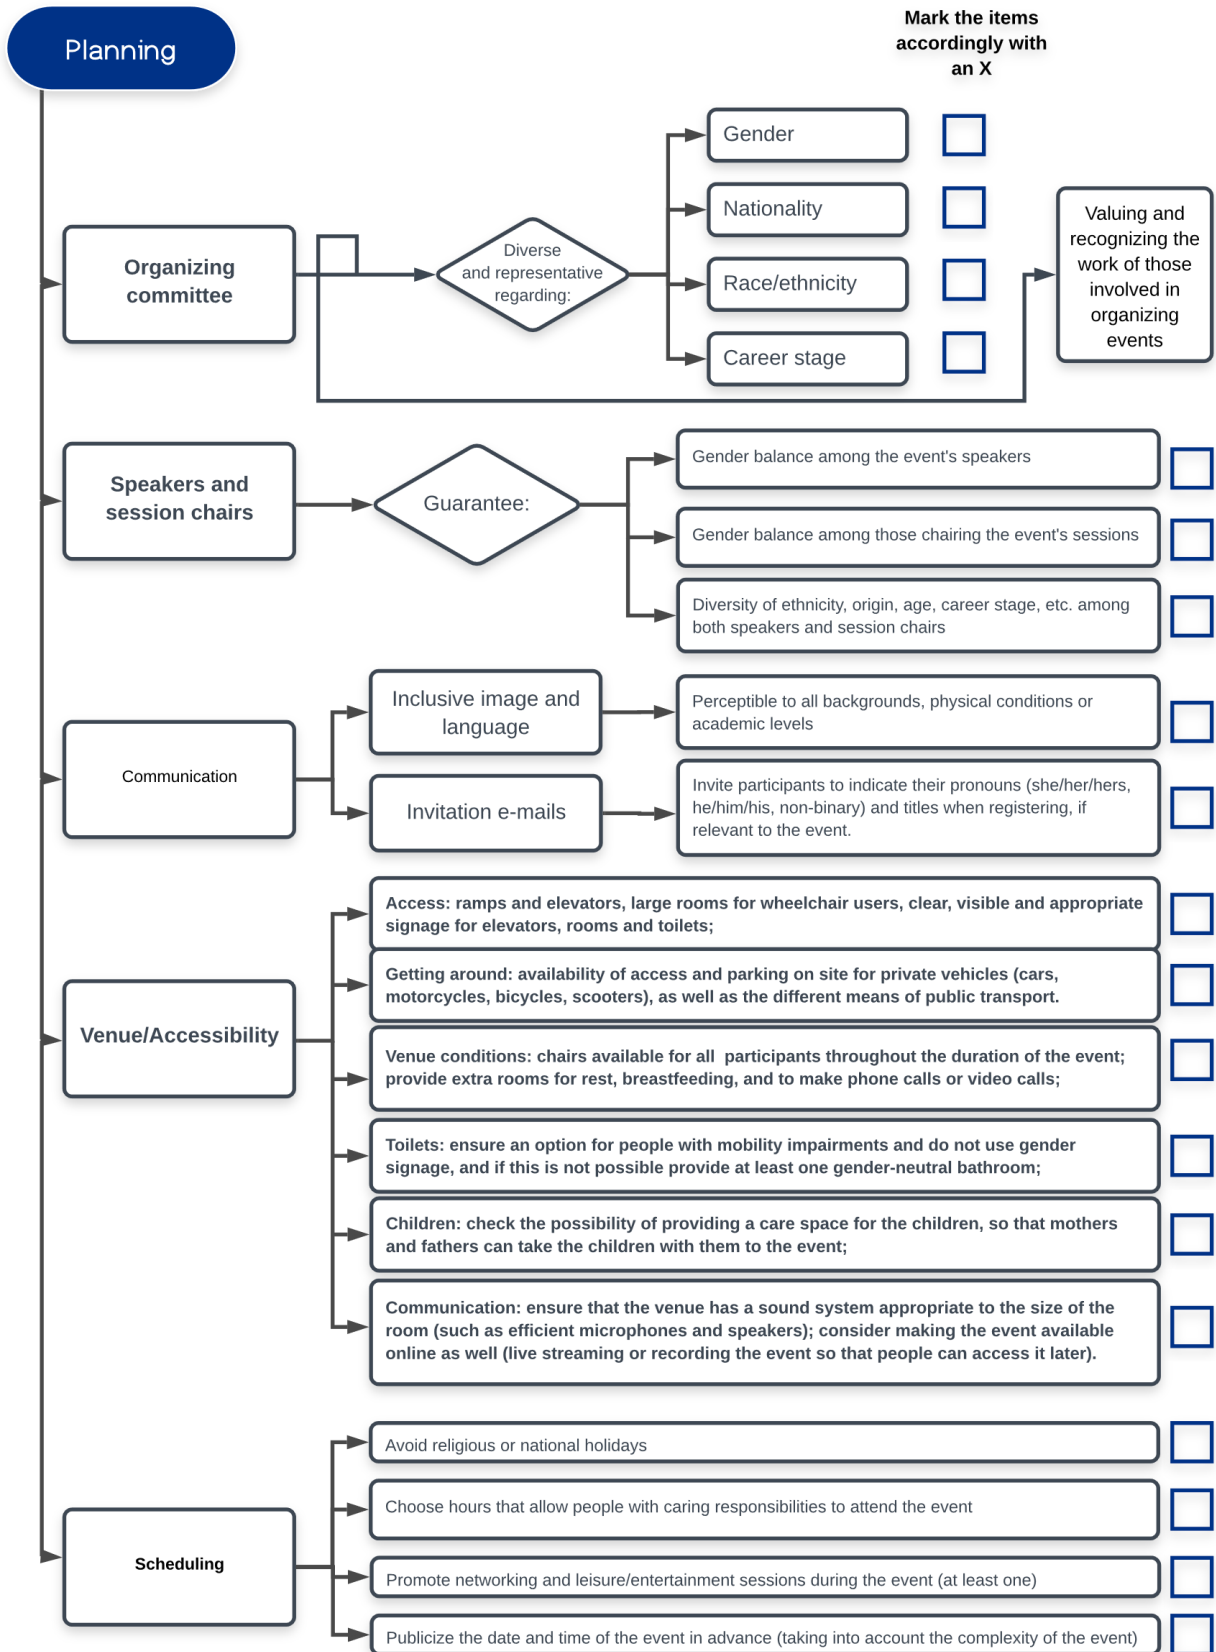 Planning
Mark the items
accordingly with
an X
Organizing
committee
Diverse
and representative
regarding:
Gender
Nationality
Race/ethnicity
Career stage
Valuing and
recognizing the
work of those
involved in
organizing
events
Speakers and
session chairs
Guarantee:
Gender balance among the event's speakers
Gender balance among those chairing the event's sessions
Diversity of ethnicity, origin, age, career stage, etc. among
both speakers and session chairs
Communication
Inclusive image and
language
Perceptible to all backgrounds, physical conditions or
academic levels
Invitation e-mails
Invite participants to indicate their pronouns (she/her/hers,
he/him/his, non-binary) and titles when registering, if
relevant to the event.
Venue/Accessibility
Access: ramps and elevators, large rooms for wheelchair users, clear, visible and appropriate
signage for elevators, rooms and toilets;
Getting around: availability of access and parking on site for private vehicles (cars,
motorcycles, bicycles, scooters), as well as the different means of public transport.
Venue conditions: chairs available for all participants throughout the duration of the event;
provide extra rooms for rest, breastfeeding, and to make phone calls or video calls;
Toilets: ensure an option for people with mobility impairments and do not use gender
signage, and if this is not possible provide at least one gender-neutral bathroom;
Children: check the possibility of providing a care space for the children, so that mothers
and fathers can take the children with them to the event;
Communication: ensure that the venue has a sound system appropriate to the size of the
room (such as efficient microphones and speakers); consider making the event available
online as well (live streaming or recording the event so that people can access it later).
Scheduling
Avoid religious or national holidays
Choose hours that allow people with caring responsibilities to attend the event
Promote networking and leisure/entertainment sessions during the event (at least one)
Publicize the date and time of the event in advance (taking into account the complexity of the event)